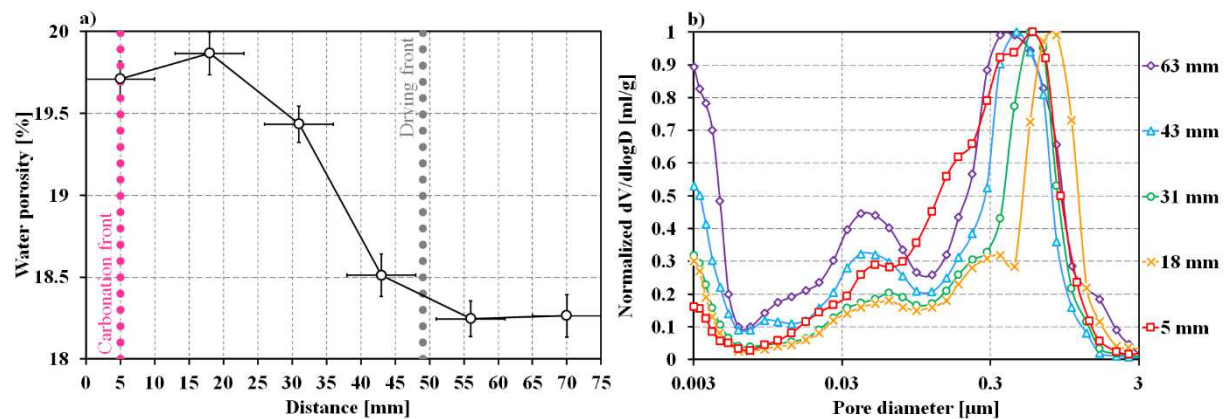 a)
20
19.5
19
18.5
18
Water porosity [%]
Carbonation front
Drying front
0 5 10 15 20 25 30 35 40 45 50 55 60 65 70 75
Distance [mm]
b)
1
0.9
0.8
0.7
0.6
0.5
0.4
0.3
0.2
0.1
0
Normalized dV/dlogD [ml/g]
0.003 0.03 0.3 3
Pore diameter [µm]
63 mm
43 mm
31 mm
18 mm
5 mm